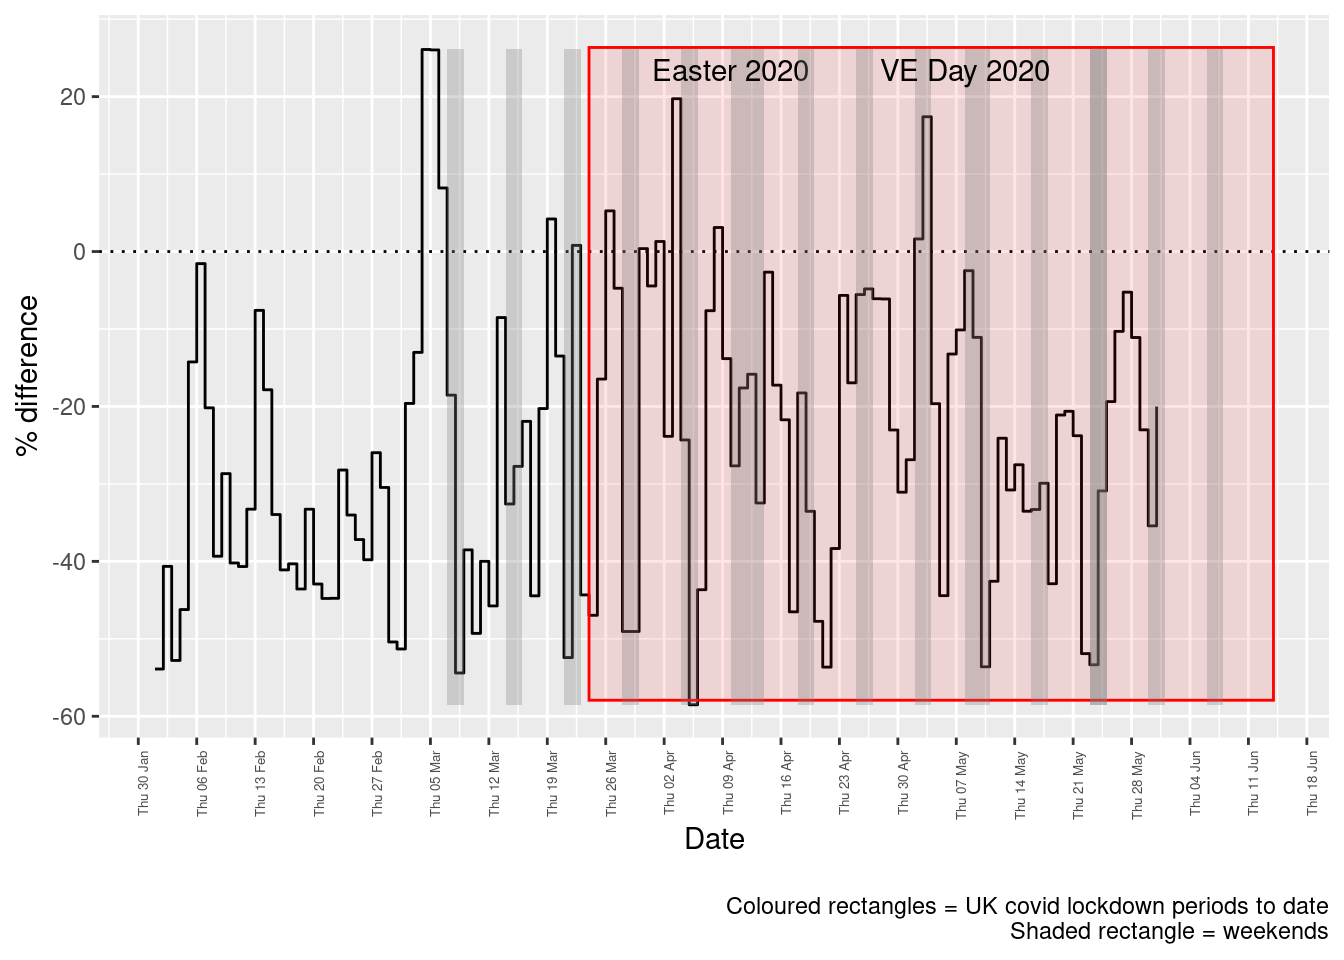 Easter 2020 VE Day 2020
20
0
-20
-40
-60
% difference
Thu 30 Jan
Thu 06 Feb
Thu 13 Feb
Thu 20 Feb
Thu 27 Feb
Thu 05 Mar
Thu 12 Mar
Thu 19 Mar
Thu 26 Mar
Thu 02 Apr
Thu 09 Apr
Thu 16 Apr
Thu 23 Apr
Thu 30 Apr
Thu 07 May
Thu 14 May
Thu 21 May
Thu 28 May
Thu 04 Jun
Thu 11 Jun
Thu 18 Jun
Date
Coloured rectangles = UK covid lockdown periods to date
Shaded rectangle = weekends